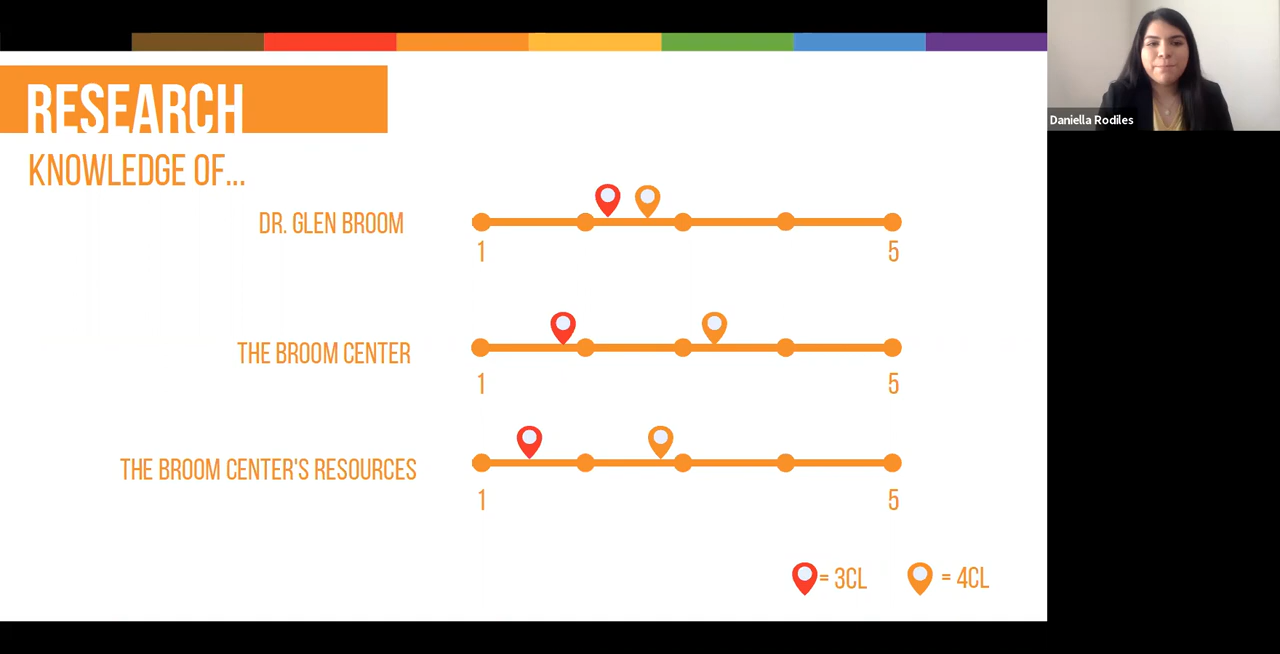 RESEARCH
KNOWLEDGE OF...
DR. GLEN BROOM
1 5
THE BROOM CENTER
1 5
THE BROOM CENTER'S RESOURCES
1 5
= 3CL = 4CL
Daniella Rodiles